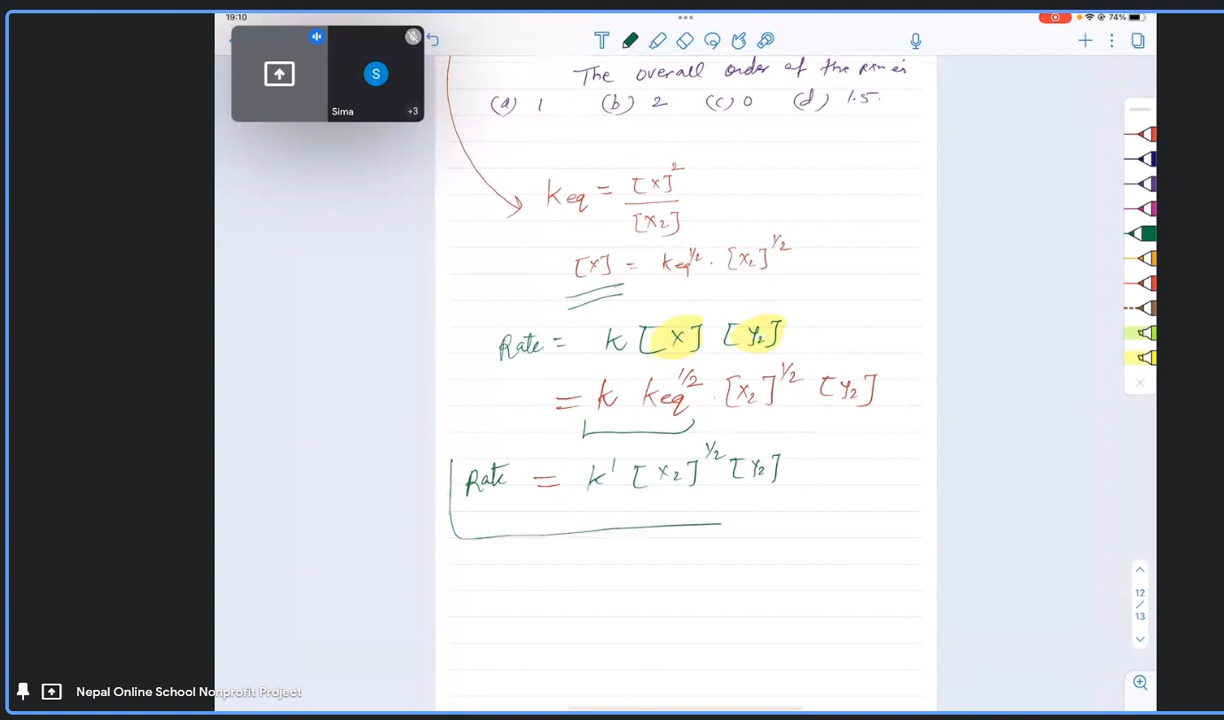 19:10
74%
S
Sima
+3
The overall order of the rxn is
(a) 1 (b) 2 (c) 0 (d) 1.5.
Keq = [X]²
[X₂]
[X] = Keq^1/2 · [X₂]^1/2
Rate = K [X] [Y₂]
= K Keq^1/2 · [X₂]^1/2 [Y₂]
Rate = K' [X₂]^1/2 [Y₂]
12
/
13
Nepal Online School Nonprofit Project